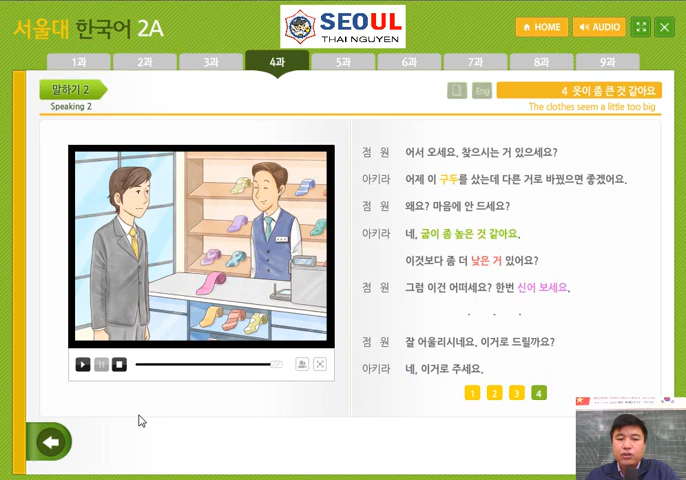 서울대 한국어 2A
SEOUL
THAI NGUYEN
HOME
AUDIO
1과 2과 3과 4과 5과 6과 7과 8과 9과
말하기 2
Speaking 2
Eng
4 옷이 좀 큰 것 같아요
The clothes seem a little too big
점 원 어서 오세요. 찾으시는 거 있으세요?
아키라 어제 이 구두를 샀는데 다른 거로 바꿨으면 좋겠어요.
점 원 왜요? 마음에 안 드세요?
아키라 네, 굽이 좀 높은 것 같아요.
이것보다 좀 더 낮은 거 있어요?
점 원 그럼 이건 어떠세요? 한번 신어 보세요.
. . .
점 원 잘 어울리시네요. 이거로 드릴까요?
아키라 네, 이거로 주세요.
1 2 3 4